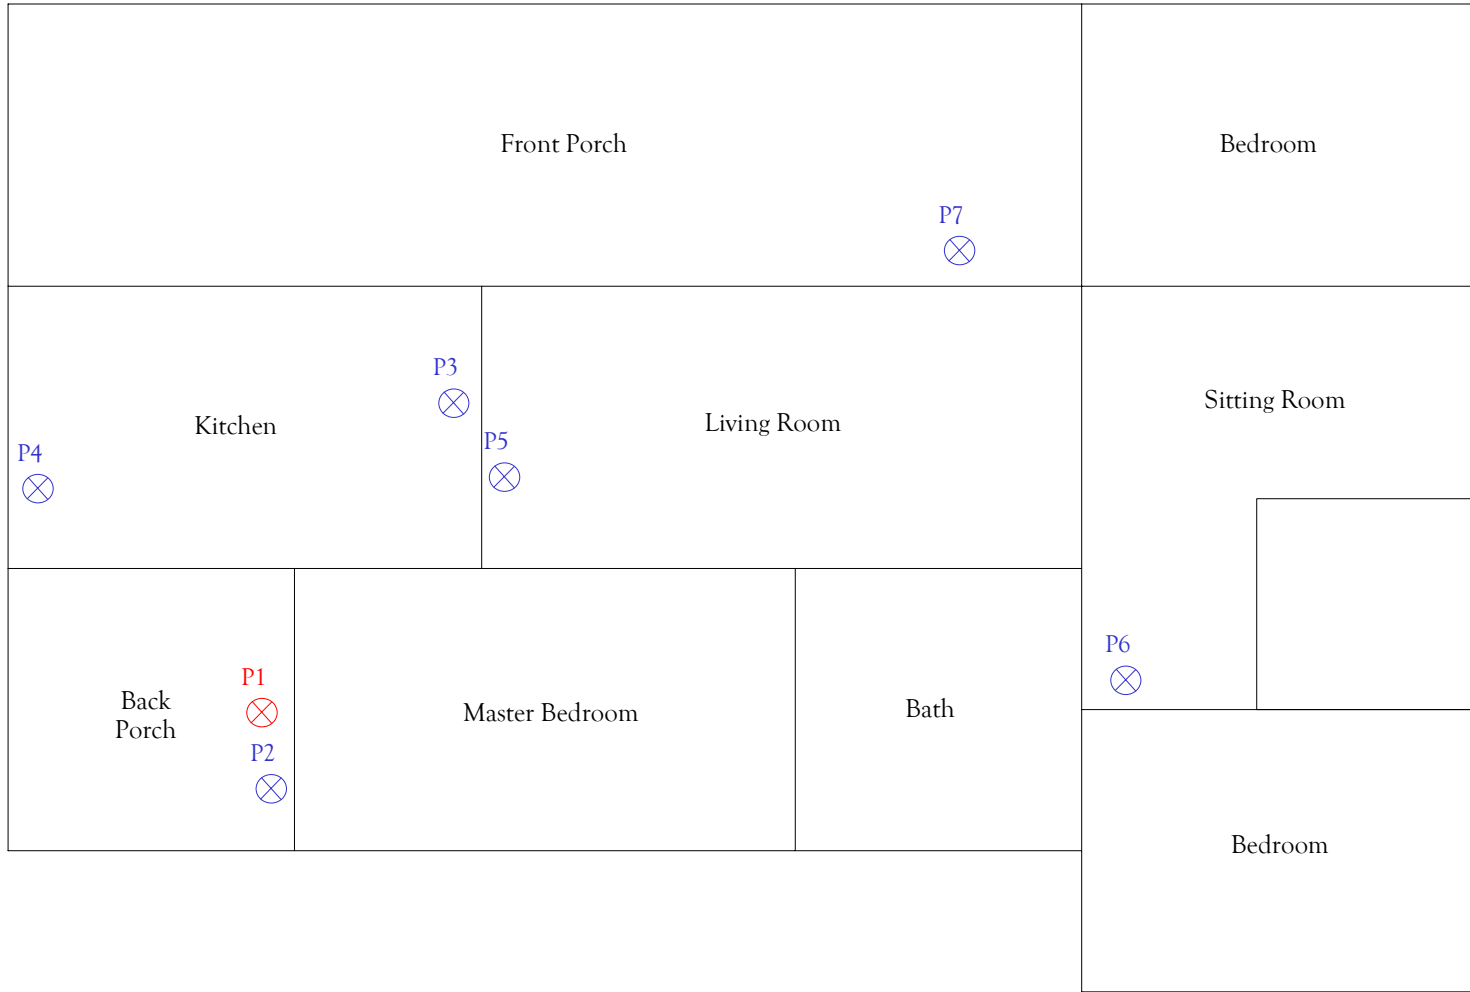 Front Porch
Bedroom
P7
P3
Kitchen
Living Room
Sitting Room
P5
P4
P1
P6
Back
Porch
Master Bedroom
Bath
P2
Bedroom